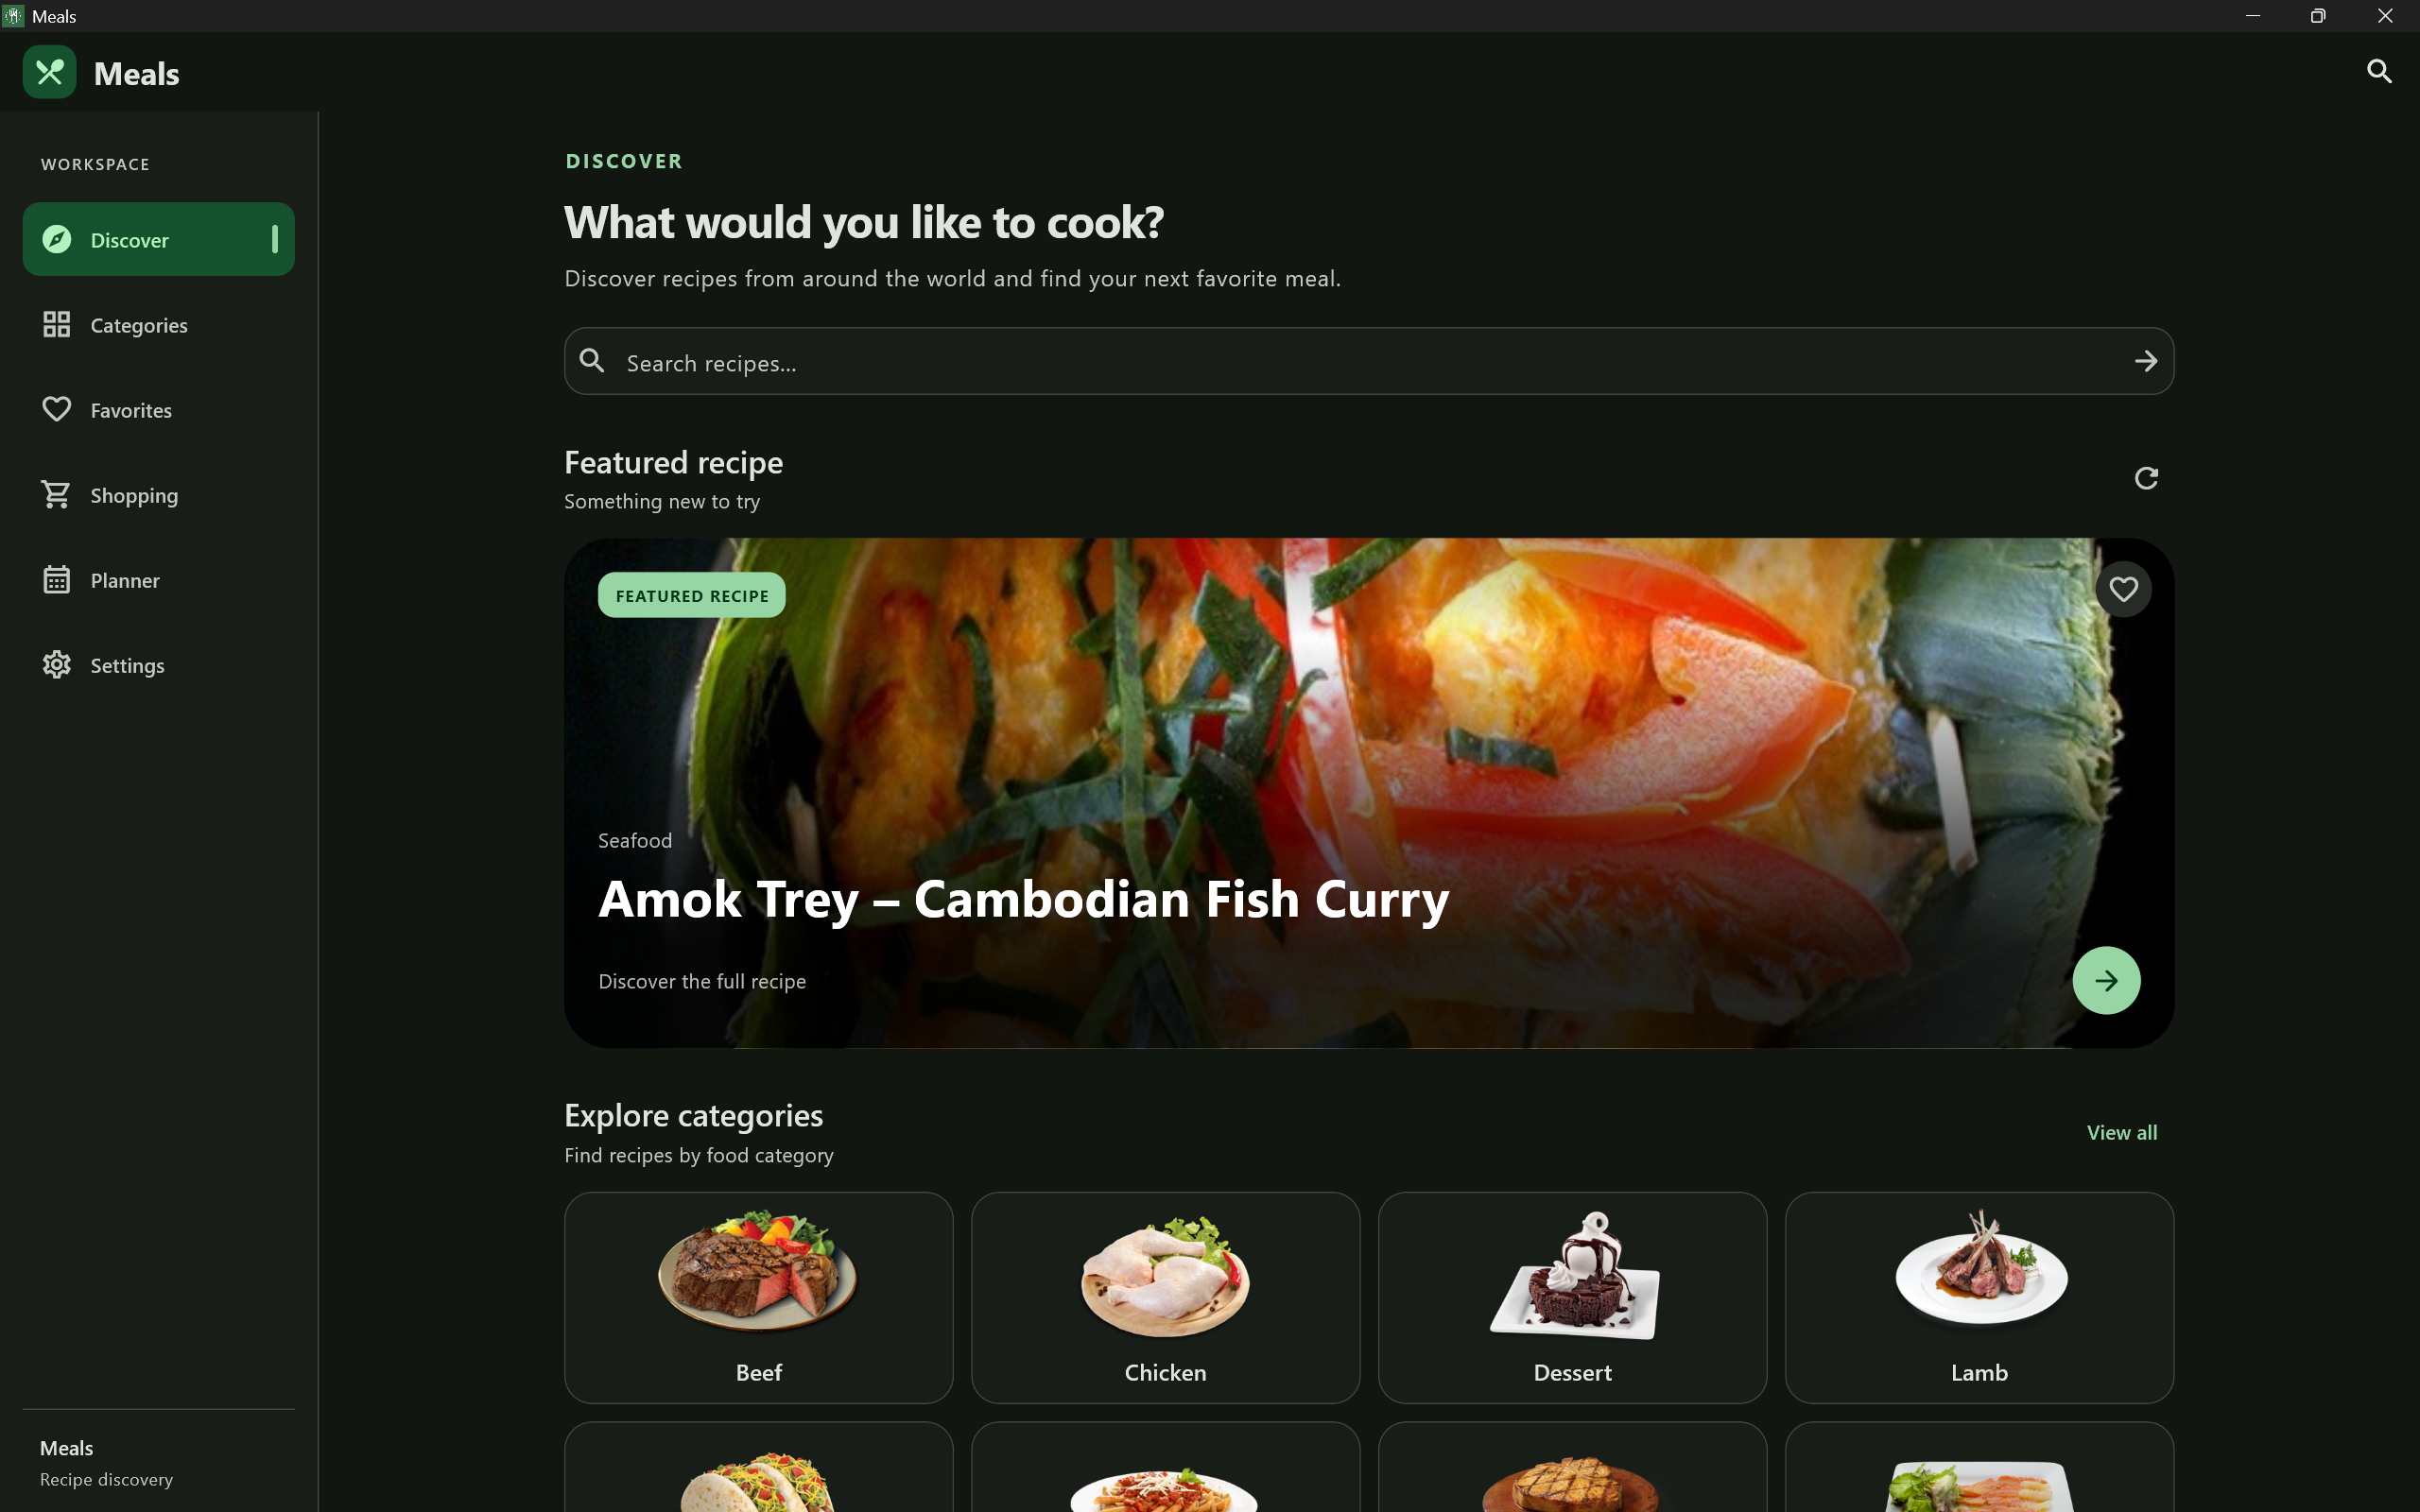 Meals
Meals
WORKSPACE
Discover
Categories
Favorites
Shopping
Planner
Settings
Meals
Recipe discovery
DISCOVER
What would you like to cook?
Discover recipes from around the world and find your next favorite meal.
Search recipes...
Featured recipe
Something new to try
FEATURED RECIPE
Seafood
Amok Trey – Cambodian Fish Curry
Discover the full recipe
Explore categories
Find recipes by food category
View all
Beef
Chicken
Dessert
Lamb